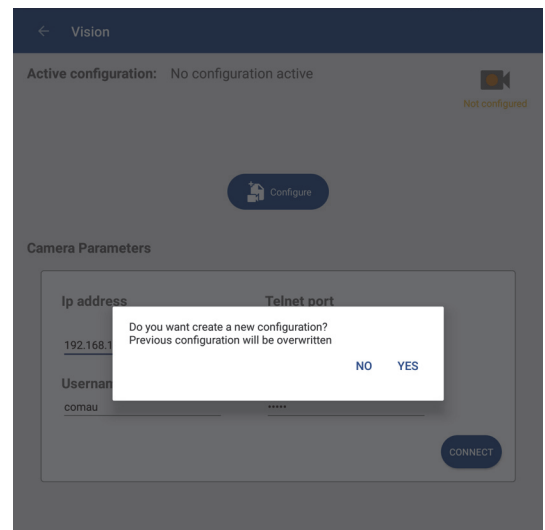 Vision
Active configuration: No configuration active
Not configured
Configure
Camera Parameters
Ip address Telnet port
Do you want create a new configuration?
Previous configuration will be overwritten
192.168.1
NO YES
Usernam
comau •••••
CONNECT